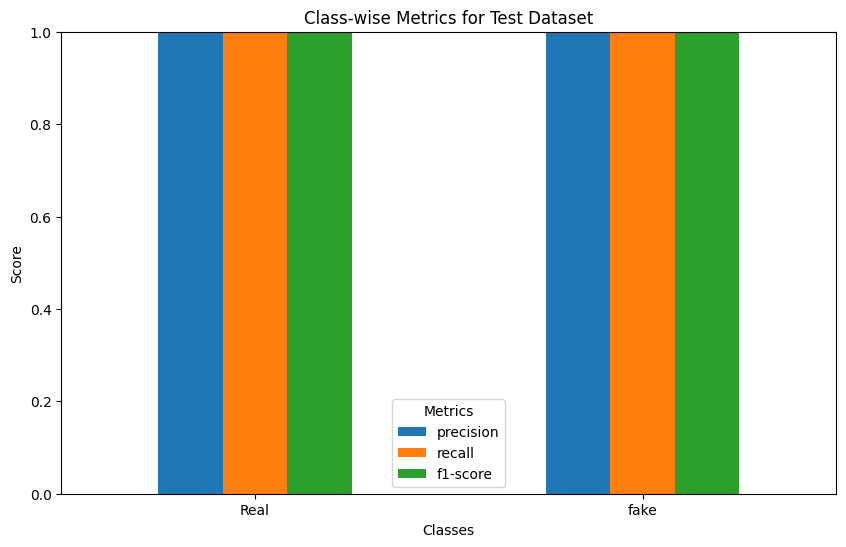 Class-wise Metrics for Test Dataset
1.0
0.8
0.6
0.4
0.2
0.0
Score
Metrics
precision
recall
f1-score
Real
fake
Classes